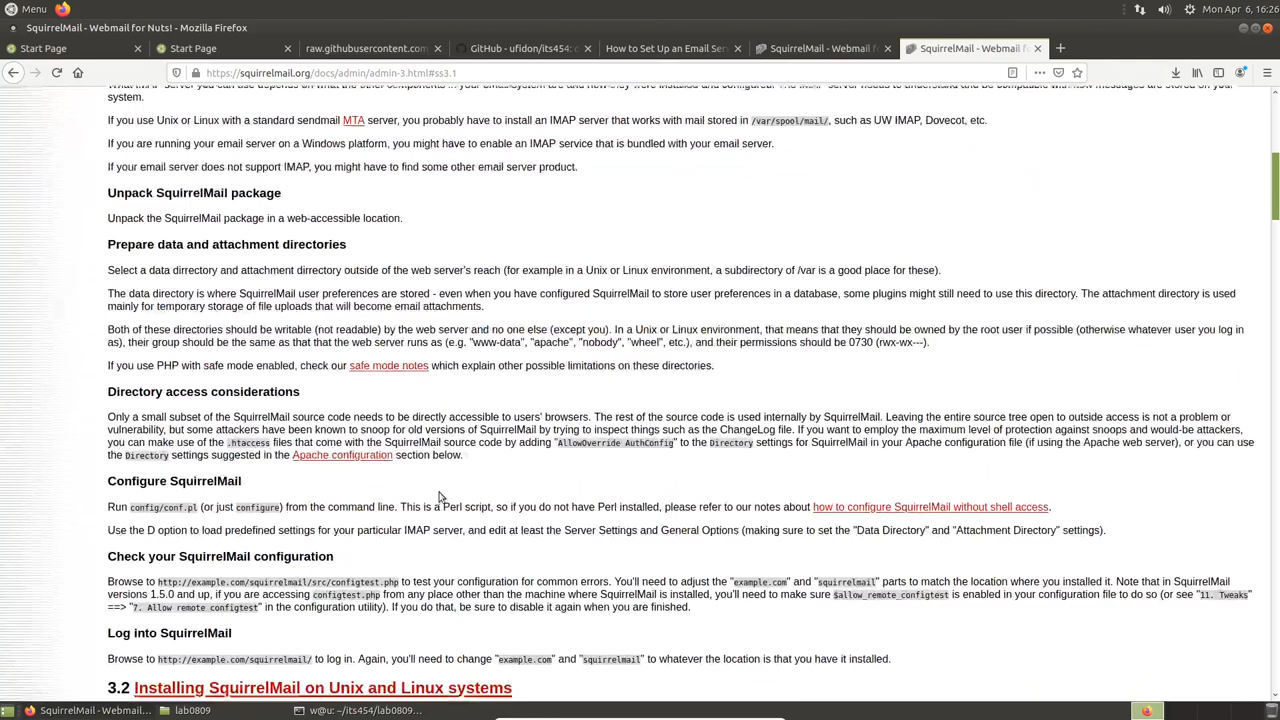 Menu
Mon Apr 6, 16:26
SquirrelMail - Webmail for Nuts! - Mozilla Firefox
Start Page
Start Page
raw.githubusercontent.com
GitHub - ufidon/its454: c
How to Set Up an Email Serv
SquirrelMail - Webmail f
SquirrelMail - Webmail f
https://squirrelmail.org/docs/admin/admin-3.html#ss3.1
system.
If you use Unix or Linux with a standard sendmail MTA server, you probably have to install an IMAP server that works with mail stored in /var/spool/mail/, such as UW IMAP, Dovecot, etc.
If you are running your email server on a Windows platform, you might have to enable an IMAP service that is bundled with your email server.
If your email server does not support IMAP, you might have to find some other email server product.
Unpack SquirrelMail package
Unpack the SquirrelMail package in a web-accessible location.
Prepare data and attachment directories
Select a data directory and attachment dirrectory outside of the web server's reach (for example in a Unix or Linux environment, a subdirectory of /var is a good place for these).
The data directory is where SquirrelMail user preferences are stored - even when you have configured SquirrelMail to store user preferences in a database, some plugins might still need to use this directory. The attachment directory is used
mainly for temporary storage of file uploads that will become email attachments.
Both of these directories should be writable (not readable) by the web server and no one else (except you). In a Unix or Linux environment, that means that they should be owned by the root user if possible (otherwise whatever user you log in
as), their group should be the same as that that the web server runs as (e.g. "www-data", "apache", "nobody", "wheel", etc.), and their permissions should be 0730 (rwx-wx---).
If you use PHP with safe mode enabled, check our safe mode notes which explain other possible limitations on these directories.
Directory access considerations
Only a small subset of the SquirrelMail source code needs to be directly accessible to users' browsers. The rest of the source code is used internally by SquirrelMail. Leaving the entire source tree open to outside access is not a problem or
vulnerability, but some attackers have been known to snoop for old versions of SquirrelMail by trying to inspect things such as the ChangeLog file. If you want to employ the maximum level of protection against snoops and would-be attackers,
you can make use of the .htaccess files that come with the SquirrelMail source code by adding "AllowOverride AuthConfig" to the Directory settings for SquirrelMail in your Apache configuration file (if using the Apache web server), or you can use
the Directory settings suggested in the Apache configuration section below.
Configure SquirrelMail
Run config/conf.pl (or just configure) from the command line. This is a Perl script, so if you do not have Perl installed, please refer to our notes about how to configure SquirrelMail without shell access.
Use the D option to load predefined settings for your particular IMAP server, and edit at least the Server Settings and General Options (making sure to set the "Data Directory" and "Attachment Directory" settings).
Check your SquirrelMail configuration
Browse to http://example.com/squirrelmail/src/configtest.php to test your configuration for common errors. You'll need to adjust the "example.com" and "squirrelmail" parts to match the location where you installed it. Note that in SquirrelMail
versions 1.5.0 and up, if you are accessing configtest.php from any place other than the machine where SquirrelMail is installed, you'll need to make sure $allow_remote_configtest is enabled in your configuration file to do so (or see "11. Tweaks"
==> "7. Allow remote configtest" in the configuration utility). If you do that, be sure to disable it again when you are finished.
Log into SquirrelMail
Browse to http://example.com/squirrelmail/ to log in. Again, you'll need to change "example.com" and "squirrelmail" to whatever the location is that you have it installed.
3.2 Installing SquirrelMail on Unix and Linux systems
SquirrelMail - Webmail...
lab0809
w@u: ~/its454/lab0809...